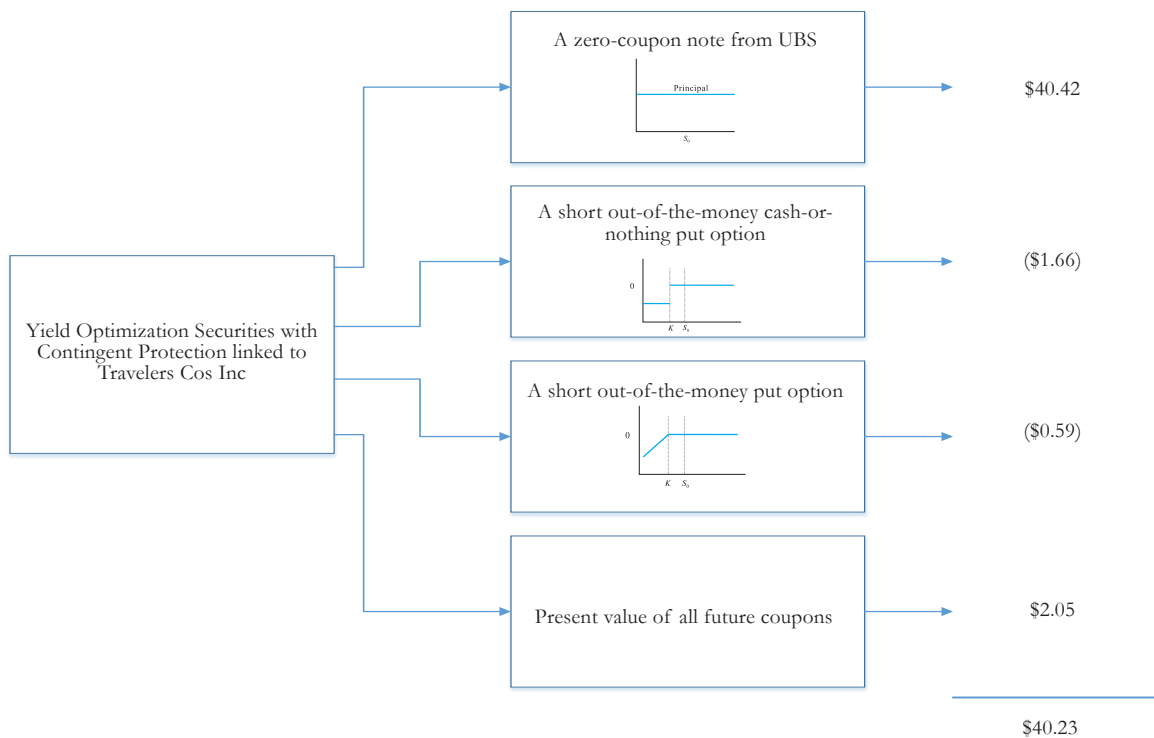 A zero-coupon note from UBS
Principal
S₀
$40.42
A short out-of-the-money cash-or-
nothing put option
0
K
S₀
($1.66)
Yield Optimization Securities with
Contingent Protection linked to
Travelers Cos Inc
A short out-of-the-money put option
0
K
S₀
($0.59)
Present value of all future coupons
$2.05
$40.23